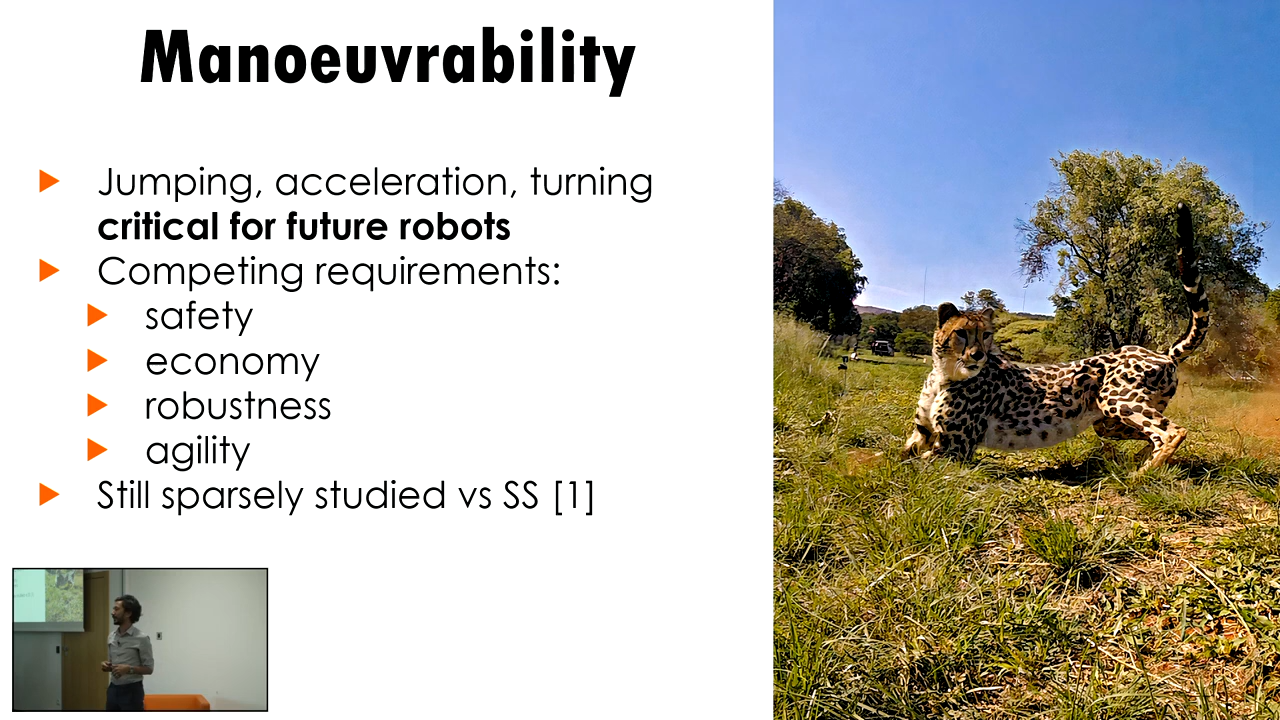 Manoeuvrability
Jumping, acceleration, turning
critical for future robots
Competing requirements:
safety
economy
robustness
agility
Still sparsely studied vs SS [1]